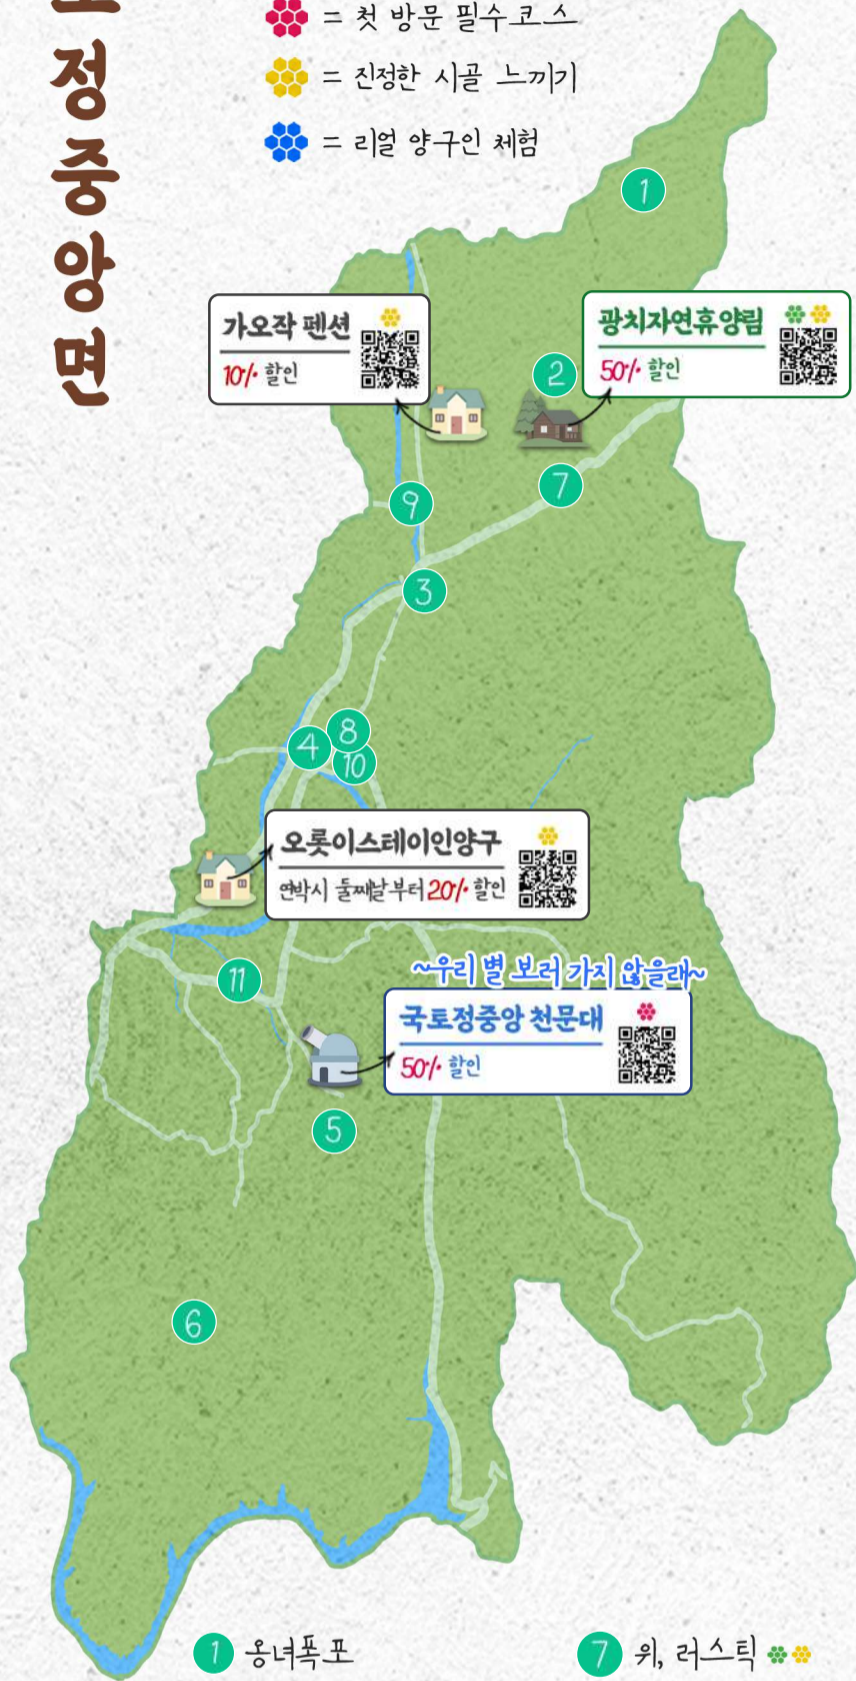 정중앙면
= 첫 방문 필수코스
= 진정한 시골 느끼기
= 리얼 양구인 체험
1
가오작 펜션
10% 할인
광치자연휴양림
50% 할인
2
7
9
3
8
4
10
오롯이스테이인양구
연박시 둘째날부터 20% 할인
11
~우리 별 보러 가지 않을래~
국토정중앙 천문대
50% 할인
5
6
1 옹녀폭포
7 위, 러스틱